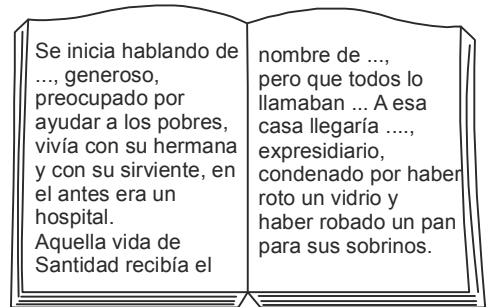 Se inicia hablando de
..., generoso,
preocupado por
ayudar a los pobres,
vivía con su hermana
y con su sirviente, en
el antes era un
hospital.
Aquella vida de
Santidad recibía el
nombre de ...,
pero que todos lo
llamaban ... A esa
casa llegaría ....,
expresidiario,
condenado por haber
roto un vidrio y
haber robado un pan
para sus sobrinos.